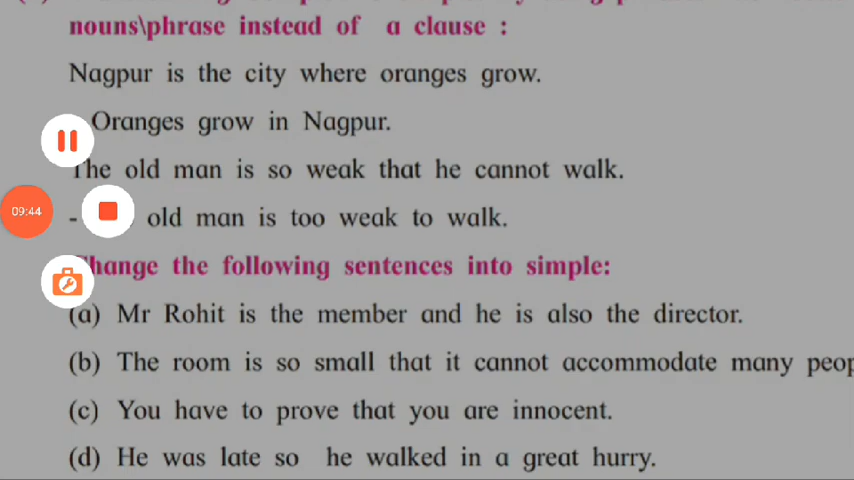 nouns\phrase instead of a clause :
Nagpur is the city where oranges grow.
Oranges grow in Nagpur.
The old man is so weak that he cannot walk.
09:44
- old man is too weak to walk.
Change the following sentences into simple:
(a) Mr Rohit is the member and he is also the director.
(b) The room is so small that it cannot accommodate many peop
(c) You have to prove that you are innocent.
(d) He was late so he walked in a great hurry.